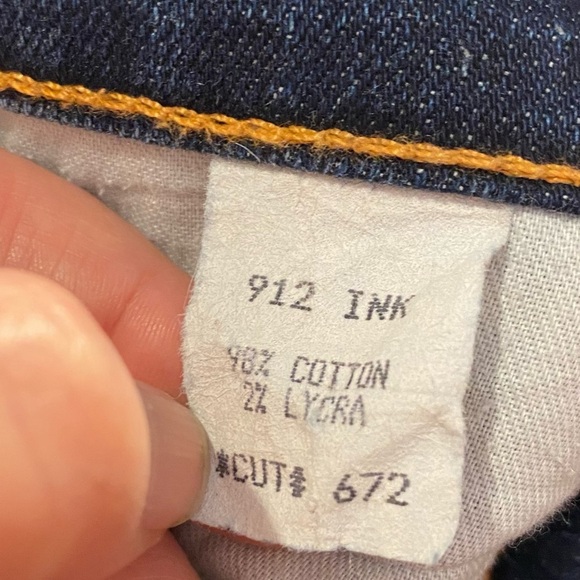 912 INK
98% COTTON
2% LYCRA
*CUT# 672